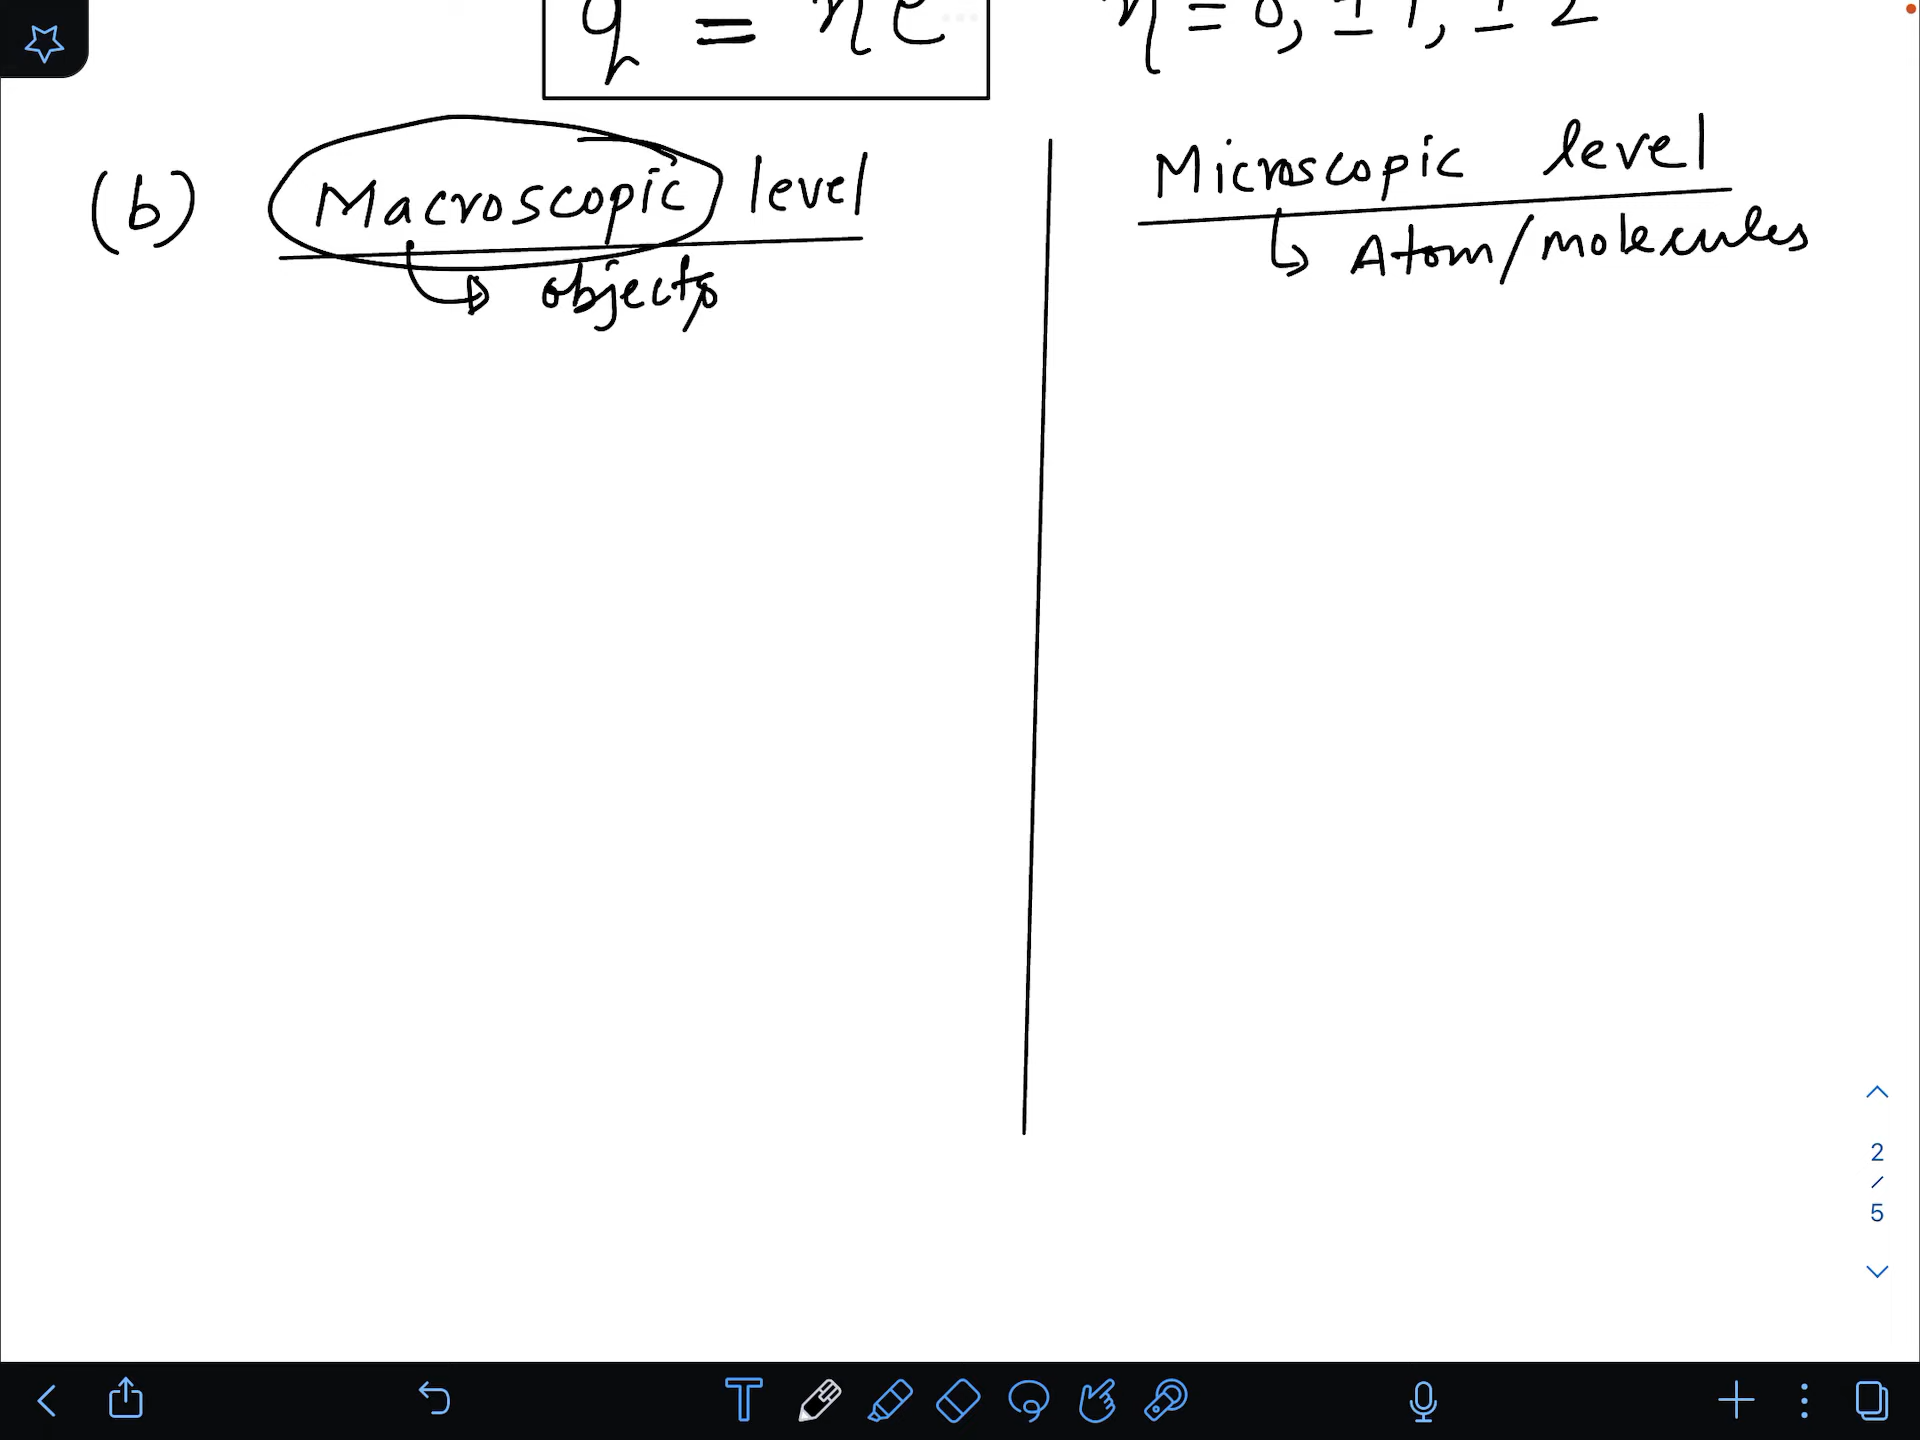 q = ne n = 0, ±1, ±2
(b) Macroscopic level
objects
Microscopic level
Atom/molecules
2
/
5
T